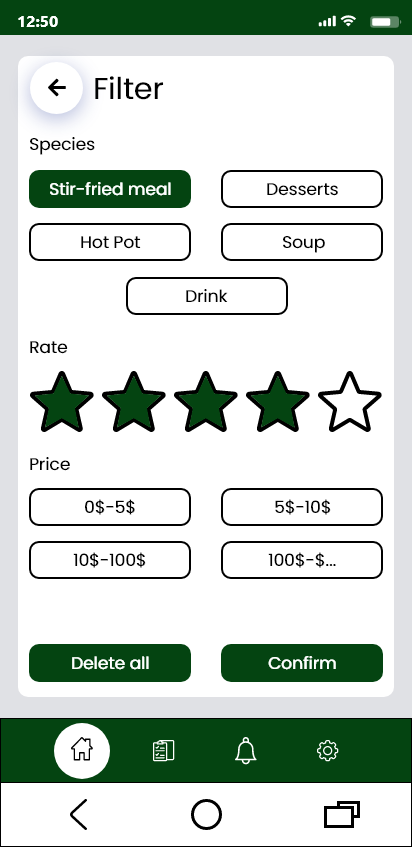 12:50
Filter
Species
Stir-fried meal
Desserts
Hot Pot
Soup
Drink
Rate
Price
0$-5$
5$-10$
10$-100$
100$-$...
Delete all
Confirm